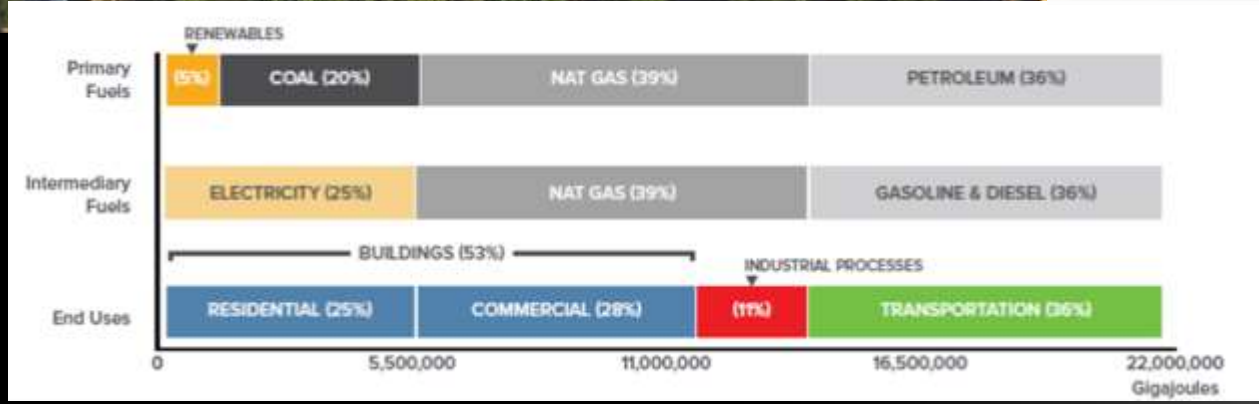 RENEWABLES
Primary
Fuels
(5%) COAL (20%) NAT GAS (39%) PETROLEUM (36%)
Intermediary
Fuels
ELECTRICITY (25%) NAT GAS (39%) GASOLINE & DIESEL (36%)
BUILDINGS (53%)
INDUSTRIAL PROCESSES
End Uses
RESIDENTIAL (25%) COMMERCIAL (28%) (11%) TRANSPORTATION (36%)
0 5,500,000 11,000,000 16,500,000 22,000,000
Gigajoules